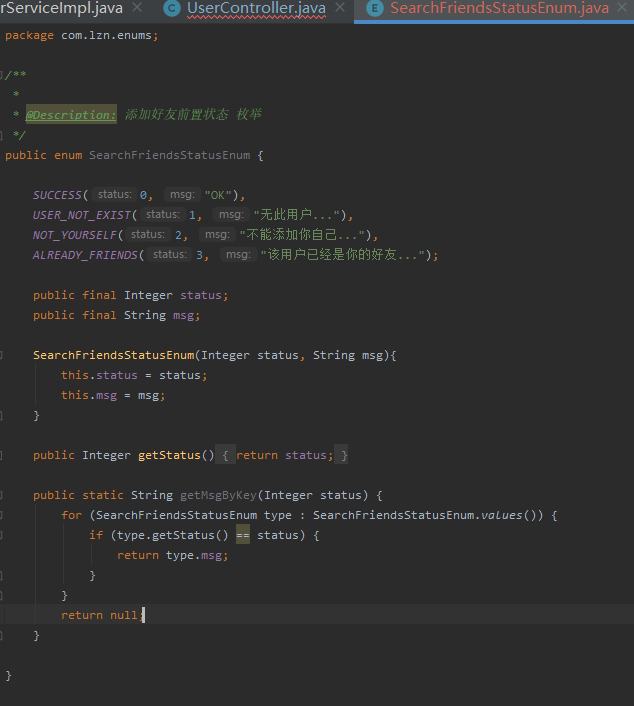 rServiceImpl.java × C UserController.java × E SearchFriendsStatusEnum.java ×
package com.lzn.enums;
/**
*
* @Description: 添加好友前置状态 枚举
*/
public enum SearchFriendsStatusEnum {
SUCCESS( status: 0, msg: "OK"),
USER_NOT_EXIST( status: 1, msg: "无此用户..."),
NOT_YOURSELF( status: 2, msg: "不能添加你自己..."),
ALREADY_FRIENDS( status: 3, msg: "该用户已经是你的好友...");
public final Integer status;
public final String msg;
SearchFriendsStatusEnum(Integer status, String msg){
this.status = status;
this.msg = msg;
}
public Integer getStatus() { return status; }
public static String getMsgByKey(Integer status) {
for (SearchFriendsStatusEnum type : SearchFriendsStatusEnum.values()) {
if (type.getStatus() == status) {
return type.msg;
}
}
return null;
}
}